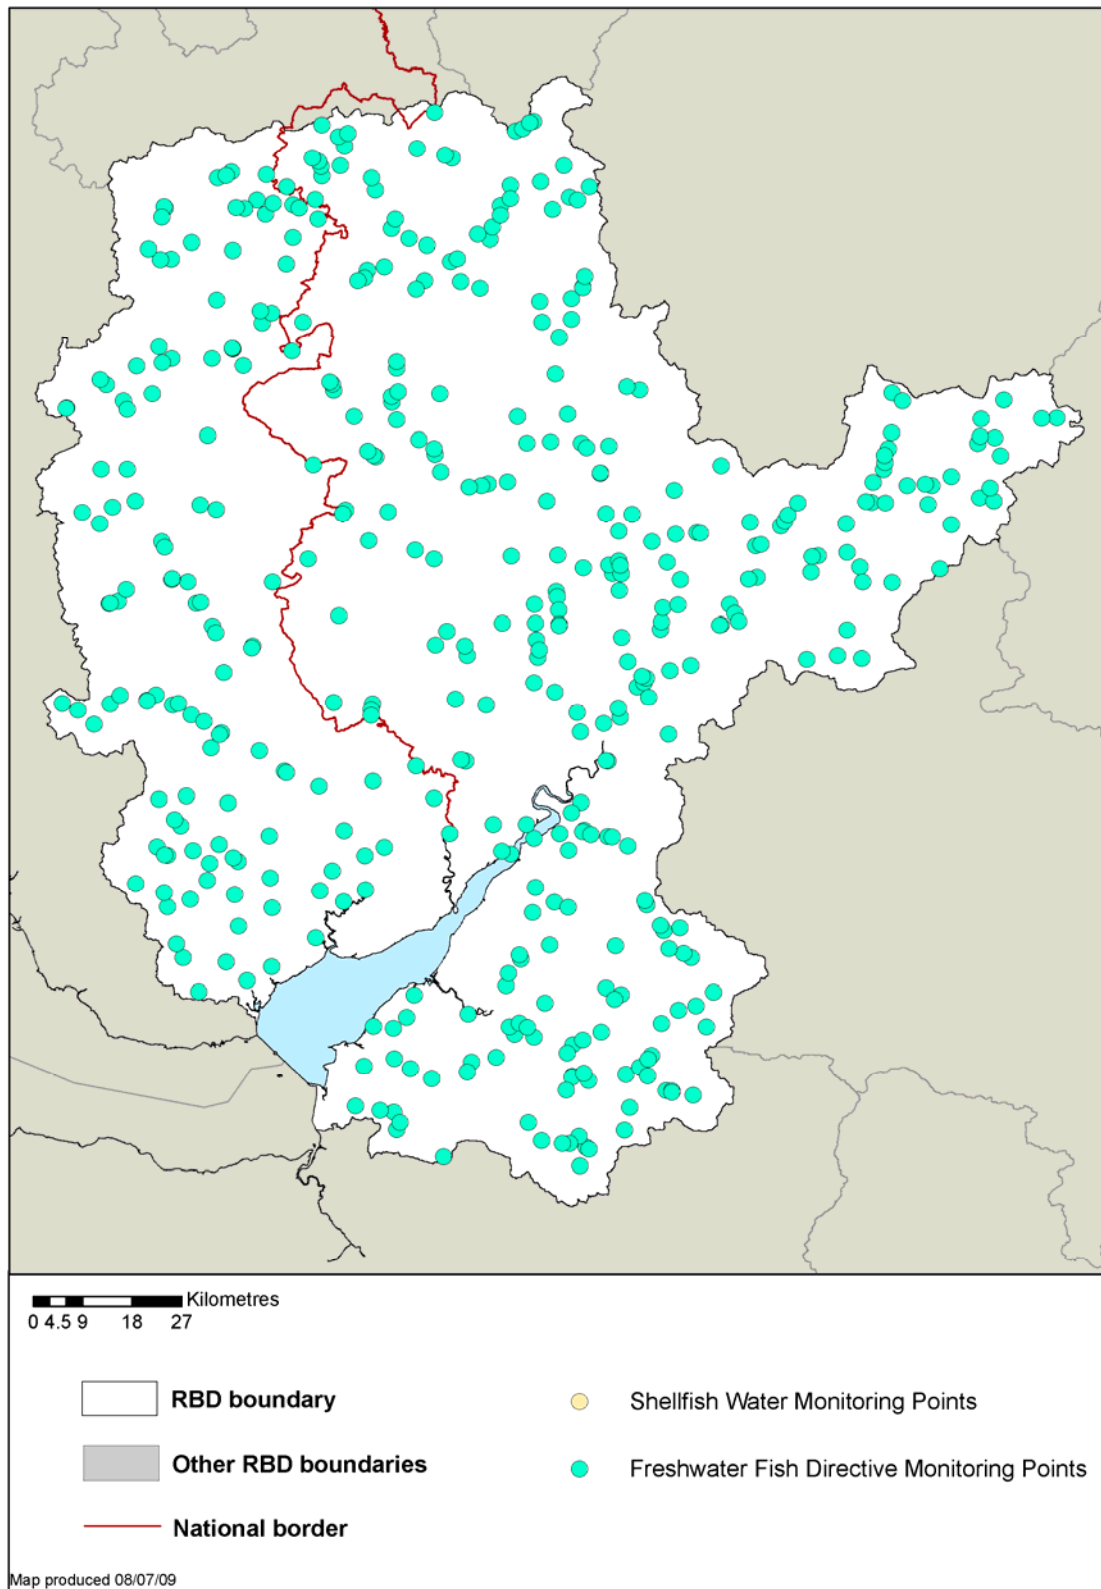 Kilometres
0 4.5 9 18 27
RBD boundary
Shellfish Water Monitoring Points
Other RBD boundaries
Freshwater Fish Directive Monitoring Points
National border
Map produced 08/07/09